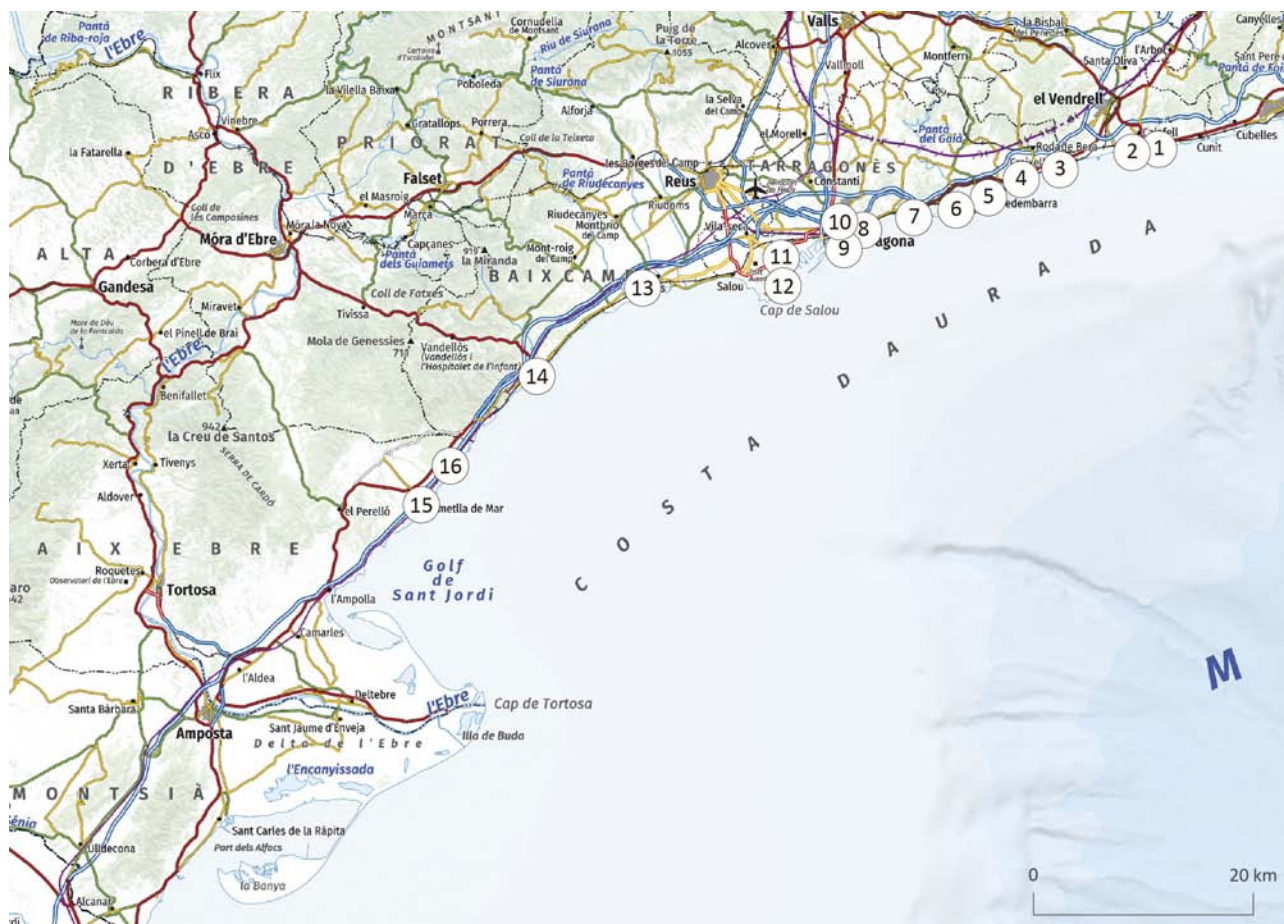 Pantà
de Riba-roja
l'Ebre
Flix
RIBERA
Vinebre
Ascó
la Fatarella
D'EBRE
Coll de
les Camposines
Móra la Nova
Móra d'Ebre
ALTA
Corbera d'Ebre
Gandesa
Miravet
el Pinell de Brai
l'Ebre
Benifallet
942
la Creu de Santos
SERRA DE CARDÓ
Xerta
Tivenys
Aldover
AIX EBRE
Roquetes
Observatori de l'Ebre
Tortosa
MONTSANT
Cornudella
de Montsant
Riu de Siurana
Puig de
la Torre
1055
Poboleda
Pantà
de Siurana
la Vilella Baixa
Alforja
Gratallops
Porrera
Coll de la Teixeta
PRIORAT
Falset
el Masroig
Marçà
Capçanes
Pantà
dels Guiamets
919
la Miranda
Pantà
de Riudecanyes
Riudecanyes
Montbrió
del Camp
Mont-roig
del Camp
BAIX CAMP
Coll de Fatxes
Tivissa
Mola de Genessies
Vandellòs
(Vandellòs i
l'Hospitalet de l'Infant)
Valls
Alcover
Vallmoll
la Selva
del Camp
el Morell
les Borges del Camp
Reus
Riudoms
TARRAGONÈS
Constantí
Vila-seca
Salou
Cap de Salou
agona
la Bisbal
del Penedès
Montferri
l'Arboç
Santa Oliva
Canyelles
Sant Pere de
Pantà de Foix
el Vendrell
Pantà
del Gaià
Roda de Berà
Calafell
Cunit
Cubelles
edembarra
1
2
3
4
5
6
7
8
9
10
11
12
13
14
16
15
COSTA DAURADA
el Perelló
metlla de Mar
Golf
de
Sant Jordi
l'Ampolla
Camarles
l'Aldea
Deltebre
l'Ebre
Cap de Tortosa
Santa Bàrbara
Amposta
Sant Jaume d'Enveja
Illa de Buda
Delta de l'Ebre
l'Encanyissada
MONTSIÀ
Sant Carles de la Ràpita
Port dels Alfacs
Ulldecona
la Banya
Alcanar
M
0
20 km